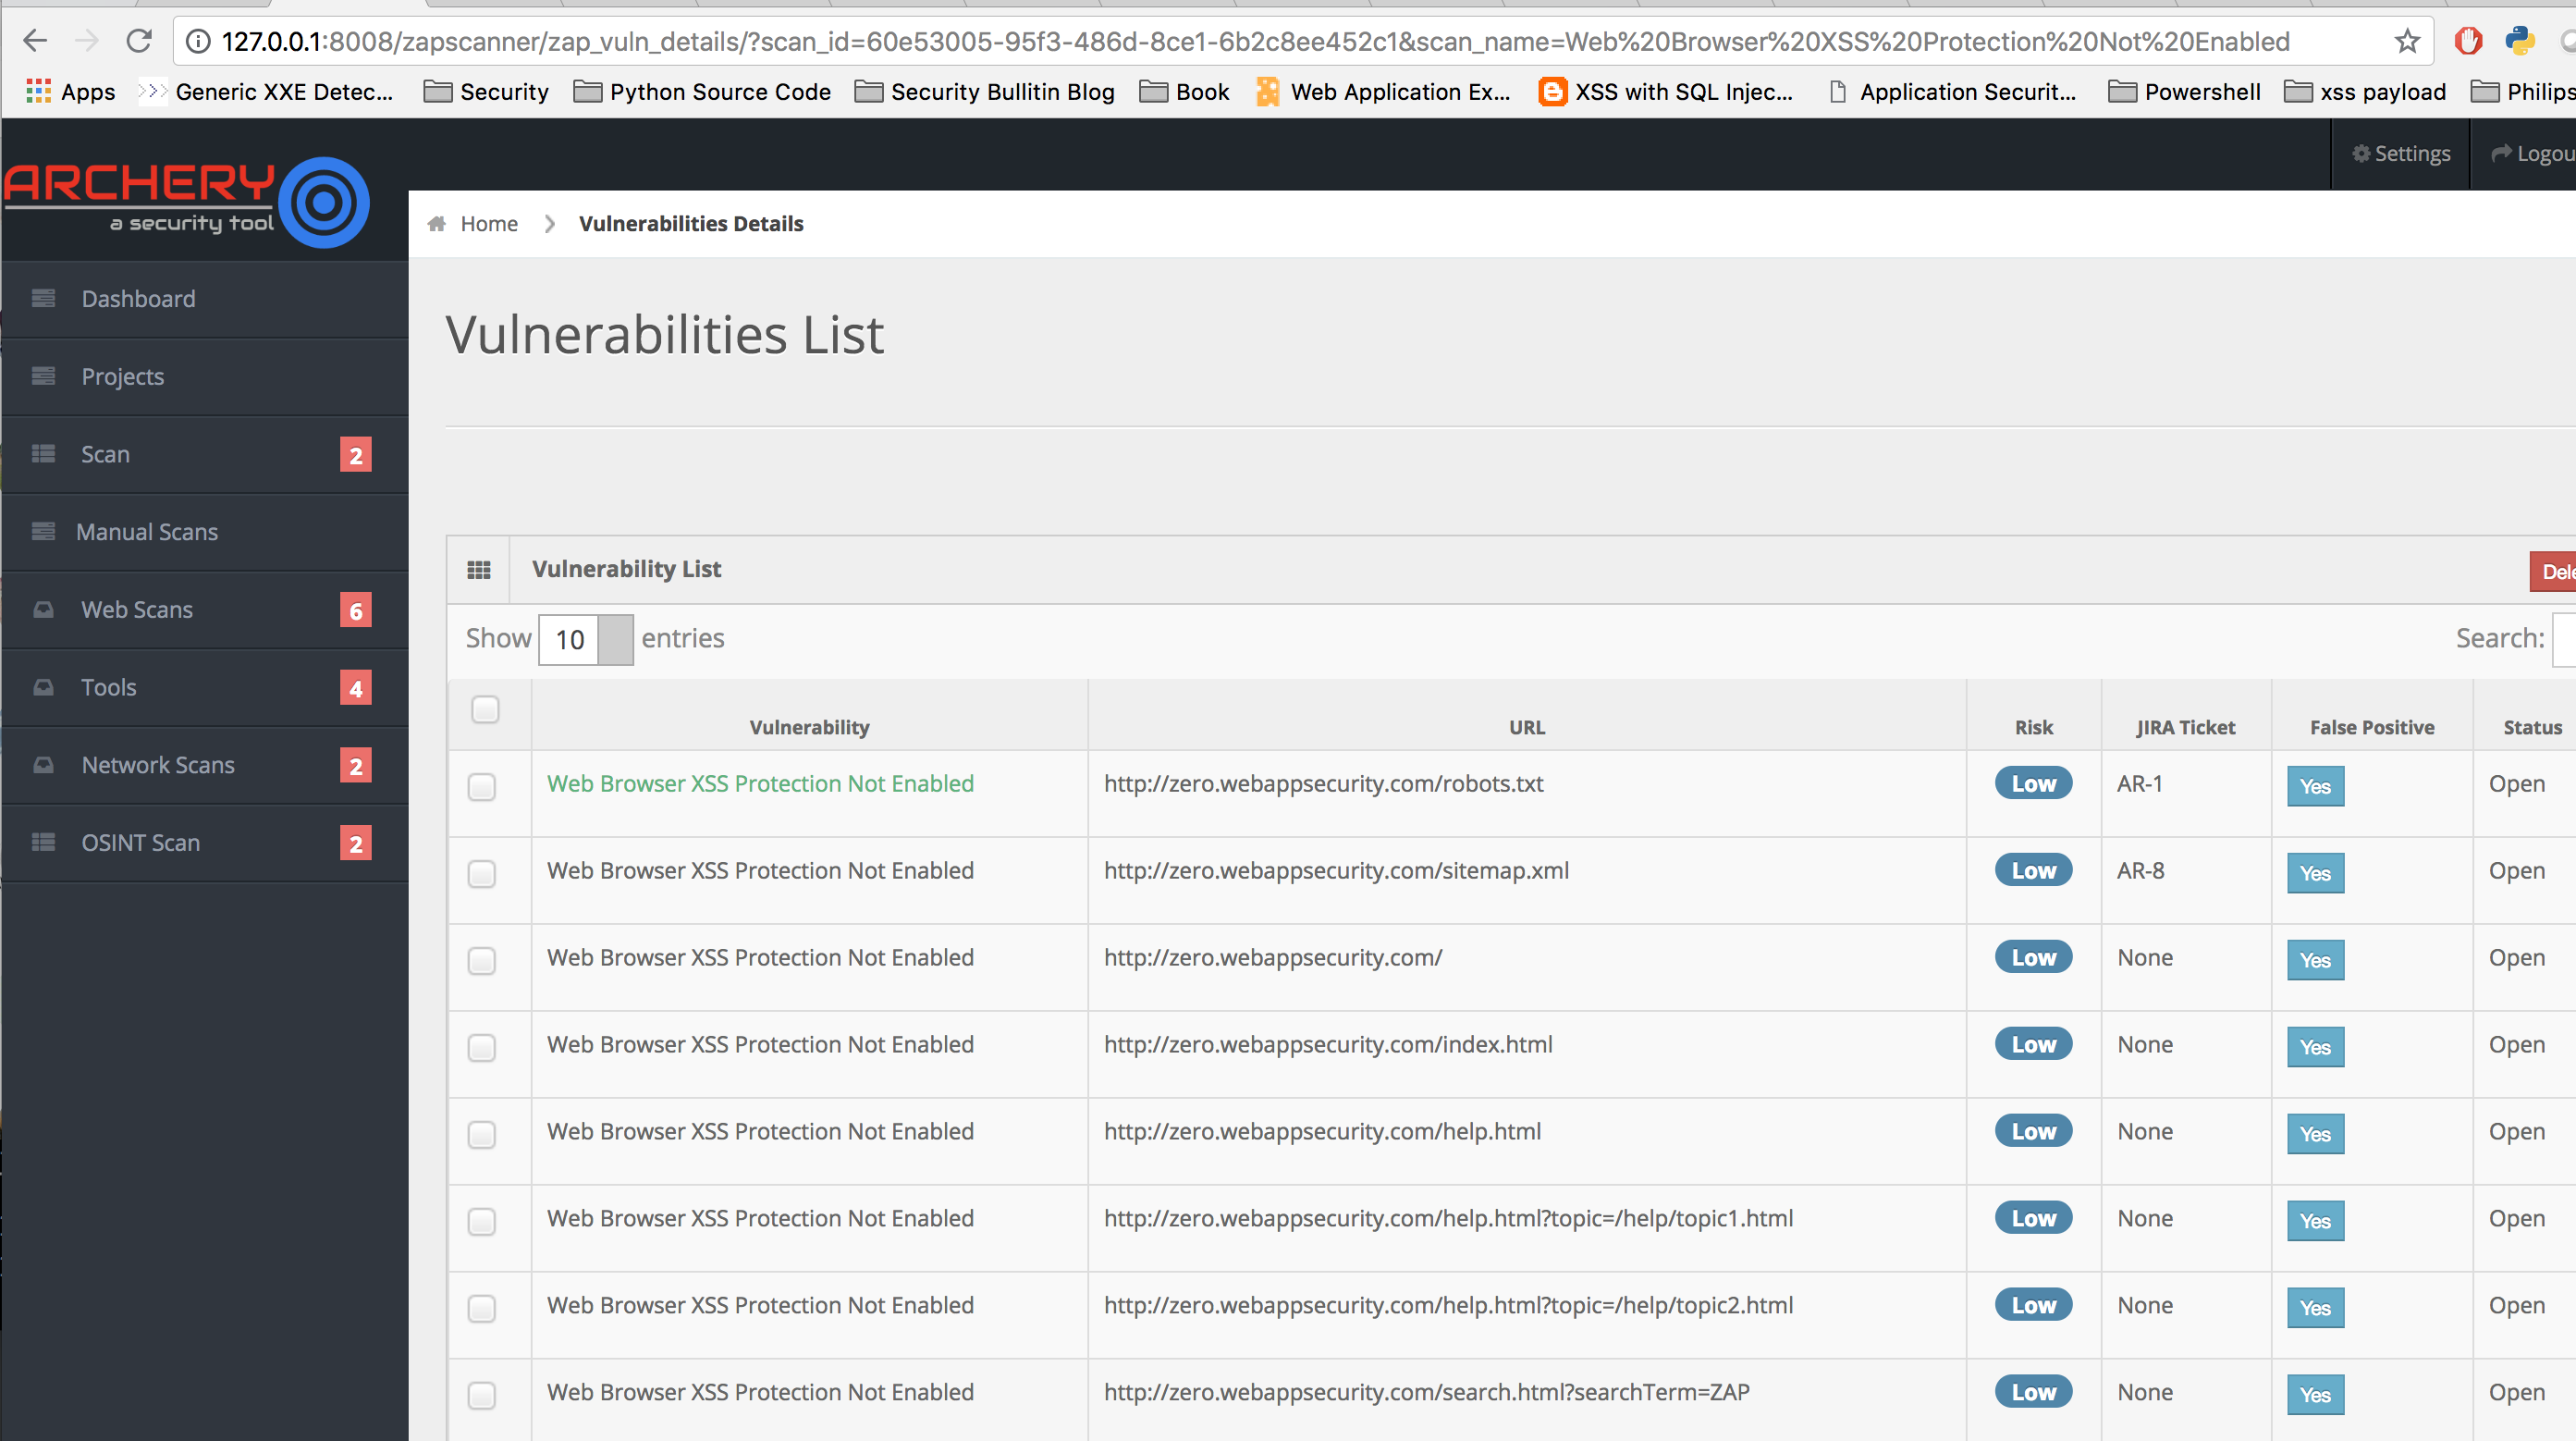 127.0.0.1:8008/zapscanner/zap_vuln_details/?scan_id=60e53005-95f3-486d-8ce1-6b2c8ee452c1&scan_name=Web%20Browser%20XSS%20Protection%20Not%20Enabled
Apps Generic XXE Detec... Security Python Source Code Security Bullitin Blog Book Web Application Ex... XSS with SQL Injec... Application Securit... Powershell xss payload Philips
ARCHERY
a security tool
Settings Logou
Home Vulnerabilities Details
Dashboard
Projects
Scan 2
Manual Scans
Web Scans 6
Tools 4
Network Scans 2
OSINT Scan 2
Vulnerabilities List
Vulnerability List Dele
Show 10 entries Search:
Vulnerability URL Risk JIRA Ticket False Positive Status
Web Browser XSS Protection Not Enabled http://zero.webappsecurity.com/robots.txt Low AR-1 Yes Open
Web Browser XSS Protection Not Enabled http://zero.webappsecurity.com/sitemap.xml Low AR-8 Yes Open
Web Browser XSS Protection Not Enabled http://zero.webappsecurity.com/ Low None Yes Open
Web Browser XSS Protection Not Enabled http://zero.webappsecurity.com/index.html Low None Yes Open
Web Browser XSS Protection Not Enabled http://zero.webappsecurity.com/help.html Low None Yes Open
Web Browser XSS Protection Not Enabled http://zero.webappsecurity.com/help.html?topic=/help/topic1.html Low None Yes Open
Web Browser XSS Protection Not Enabled http://zero.webappsecurity.com/help.html?topic=/help/topic2.html Low None Yes Open
Web Browser XSS Protection Not Enabled http://zero.webappsecurity.com/search.html?searchTerm=ZAP Low None Yes Open